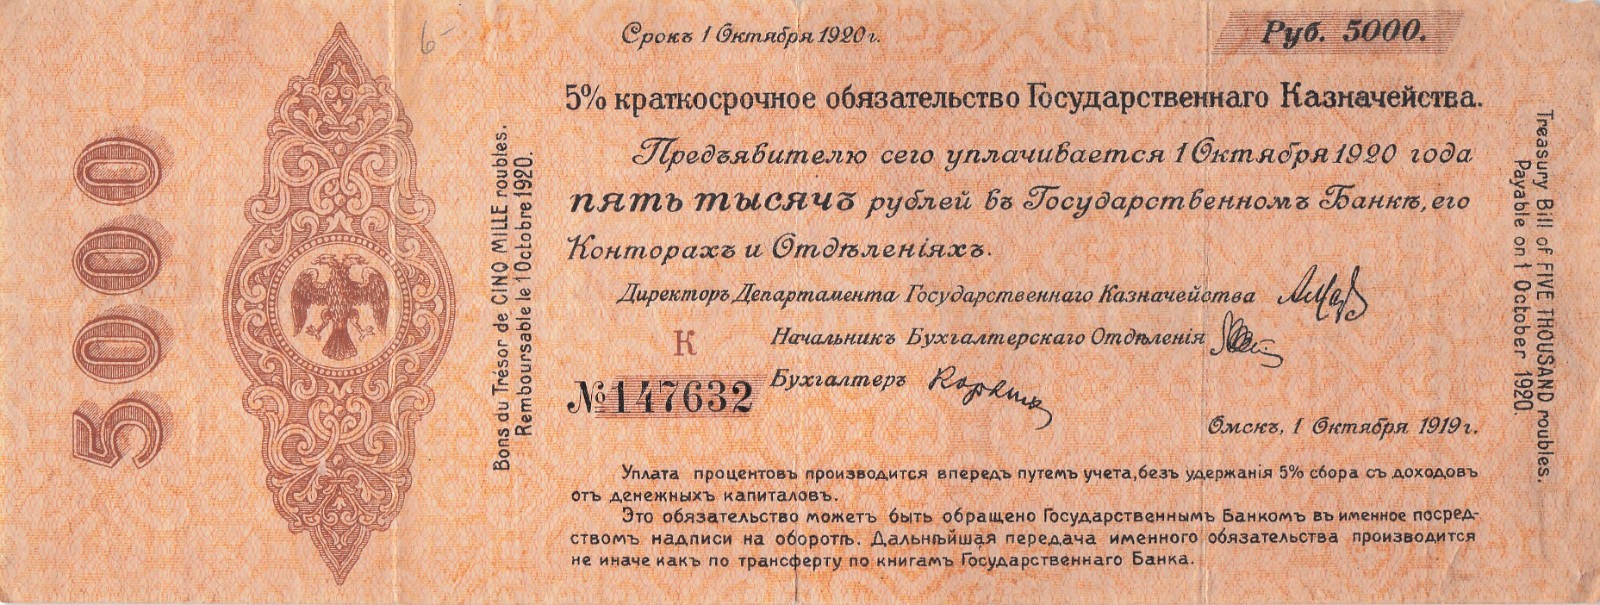 5000
6-
Bons du Trésor de CINQ MILLE roubles.
Remboursable le 1 Octobre 1920.
Срокъ 1 Октября 1920 г.
Руб. 5000.
5% краткосрочное обязательство Государственнаго Казначейства.
Предъявителю сего уплачивается 1 Октября 1920 года
пять тысячъ рублей въ Государственномъ Банкѣ, его
Конторахъ и Отдѣленіяхъ.
Директоръ Департамента Государственнаго Казначейства
К
Начальникъ Бухгалтерскаго Отдѣленія
№ 147632
Бухгалтеръ
Омскъ, 1 Октября 1919 г.
Уплата процентовъ производится впередъ путемъ учета, безъ удержанія 5% сбора съ доходовъ
отъ денежныхъ капиталовъ.
Это обязательство можетъ быть обращено Государственнымъ Банкомъ въ именное посред-
ствомъ надписи на оборотѣ. Дальнѣйшая передача именного обязательства производится
не иначе какъ по трансферту по книгамъ Государственнаго Банка.
Treasury Bill of FIVE THOUSAND roubles.
Payable on 1 October 1920.